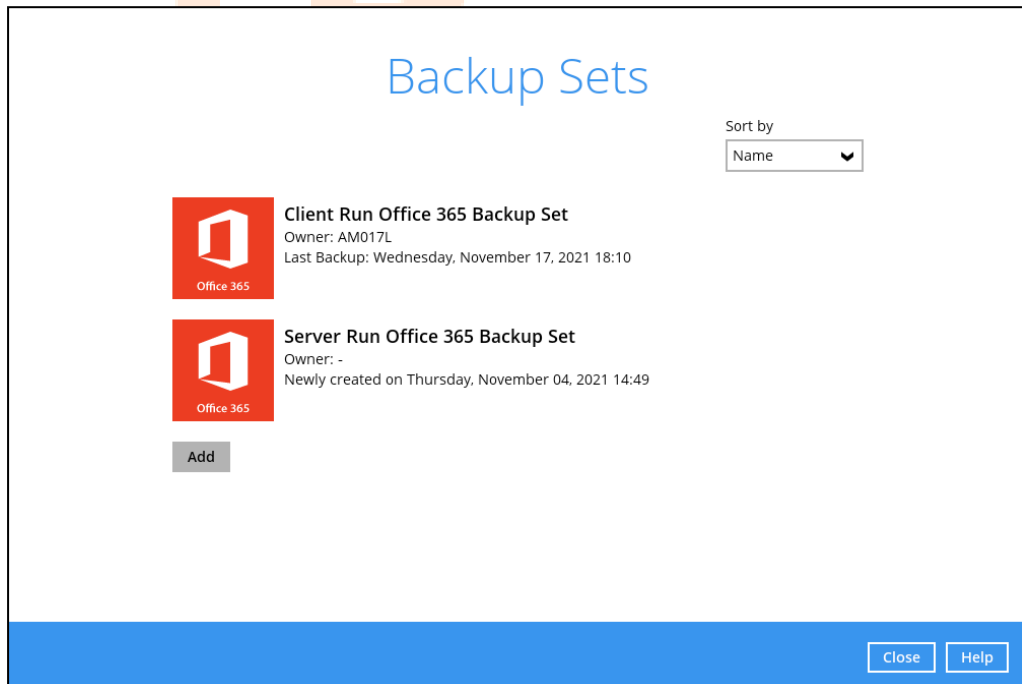 Backup Sets
Sort by
Name
Client Run Office 365 Backup Set
Owner: AM017L
Last Backup: Wednesday, November 17, 2021 18:10
Office 365
Server Run Office 365 Backup Set
Owner: -
Newly created on Thursday, November 04, 2021 14:49
Office 365
Add
Close
Help